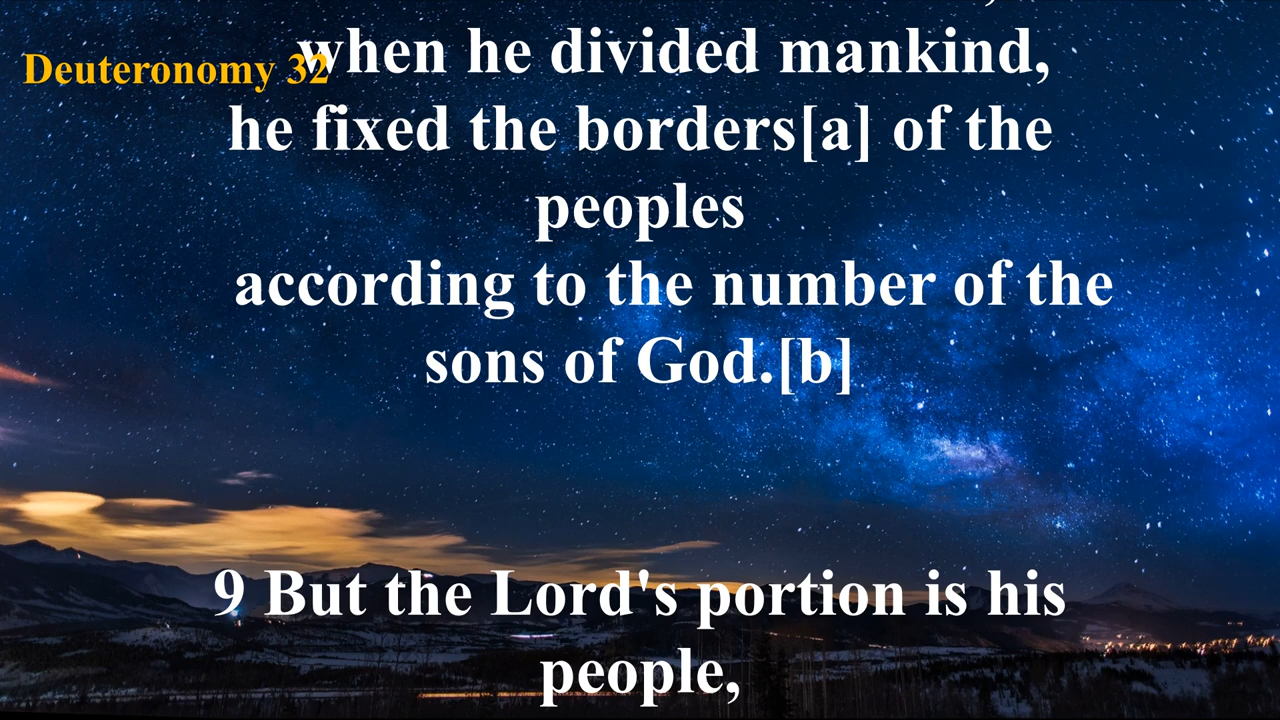 Deuteronomy 32
when he divided mankind,
he fixed the borders[a] of the
peoples
according to the number of the
sons of God.[b]
9 But the Lord's portion is his
people,